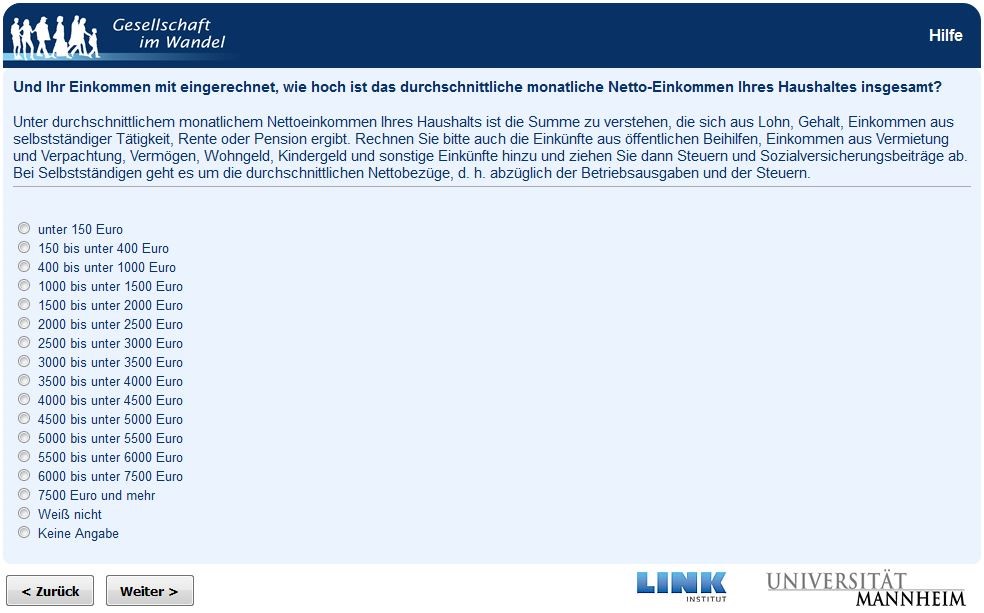 Gesellschaft
im Wandel
Hilfe
Und Ihr Einkommen mit eingerechnet, wie hoch ist das durchschnittliche monatliche Netto-Einkommen Ihres Haushaltes insgesamt?
Unter durchschnittlichem monatlichem Nettoeinkommen Ihres Haushalts ist die Summe zu verstehen, die sich aus Lohn, Gehalt, Einkommen aus
selbstständiger Tätigkeit, Rente oder Pension ergibt. Rechnen Sie bitte auch die Einkünfte aus öffentlichen Beihilfen, Einkommen aus Vermietung
und Verpachtung, Vermögen, Wohngeld, Kindergeld und sonstige Einkünfte hinzu und ziehen Sie dann Steuern und Sozialversicherungsbeiträge ab.
Bei Selbstständigen geht es um die durchschnittlichen Nettobezüge, d. h. abzüglich der Betriebsausgaben und der Steuern.
unter 150 Euro
150 bis unter 400 Euro
400 bis unter 1000 Euro
1000 bis unter 1500 Euro
1500 bis unter 2000 Euro
2000 bis unter 2500 Euro
2500 bis unter 3000 Euro
3000 bis unter 3500 Euro
3500 bis unter 4000 Euro
4000 bis unter 4500 Euro
4500 bis unter 5000 Euro
5000 bis unter 5500 Euro
5500 bis unter 6000 Euro
6000 bis unter 7500 Euro
7500 Euro und mehr
Weiß nicht
Keine Angabe
< Zurück
Weiter >
LINK
INSTITUT
UNIVERSITÄT
MANNHEIM